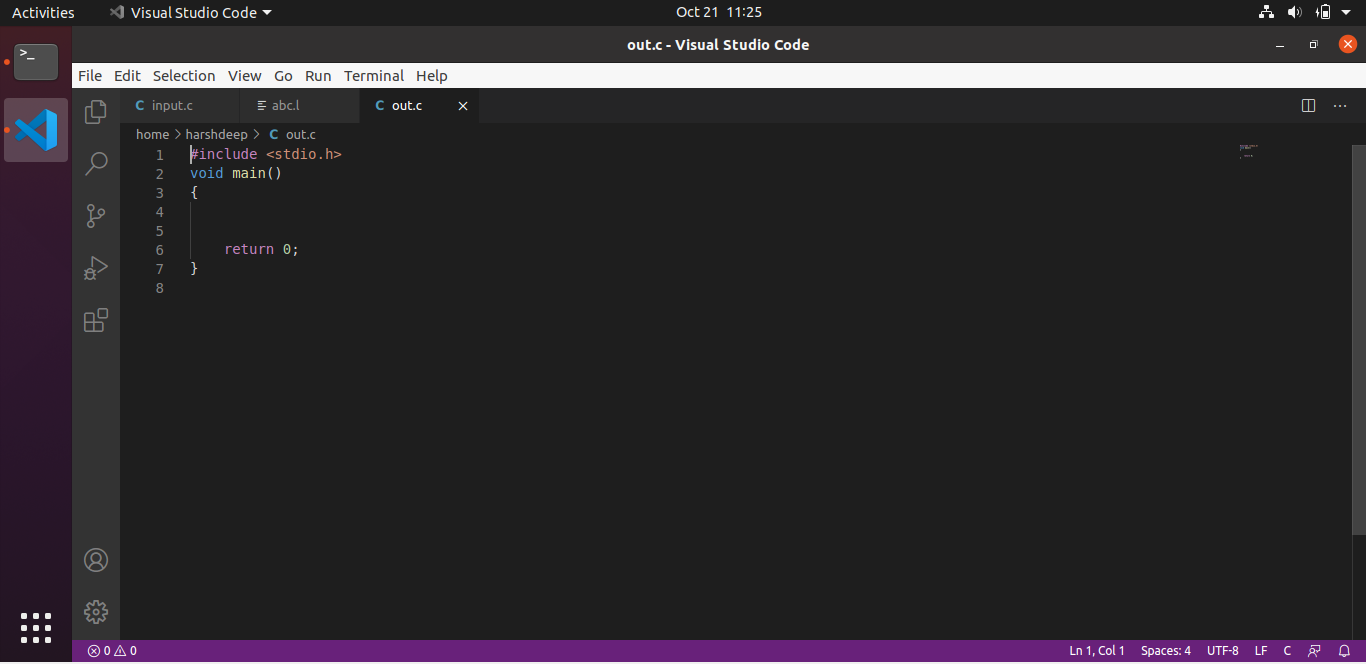 Activities Visual Studio Code Oct 21 11:25
out.c - Visual Studio Code
File Edit Selection View Go Run Terminal Help
C input.c abc.l C out.c
home > harshdeep > C out.c
1 #include <stdio.h>
2 void main()
3 {
4
5
6 return 0;
7 }
8
0 0 Ln 1, Col 1 Spaces: 4 UTF-8 LF C